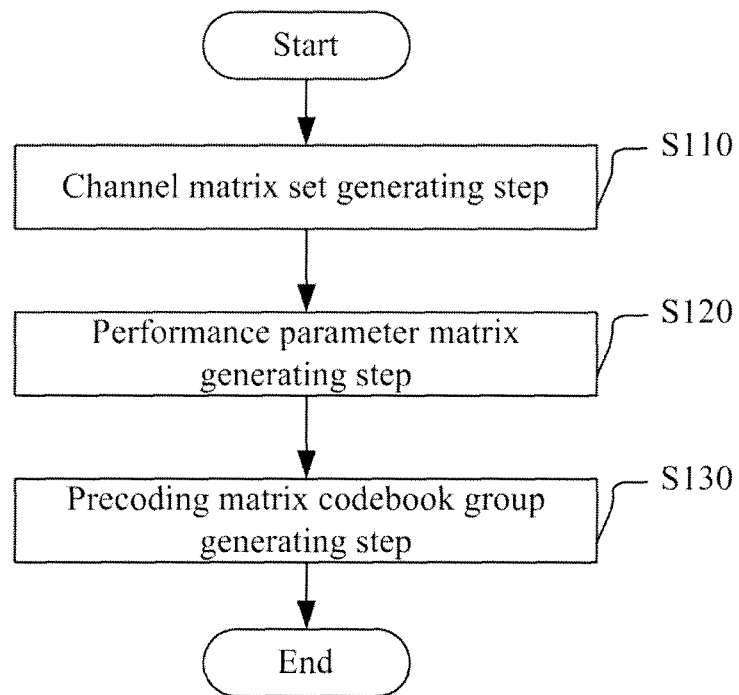 Start
S110
Channel matrix set generating step
S120
Performance parameter matrix
generating step
S130
Precoding matrix codebook group
generating step
End